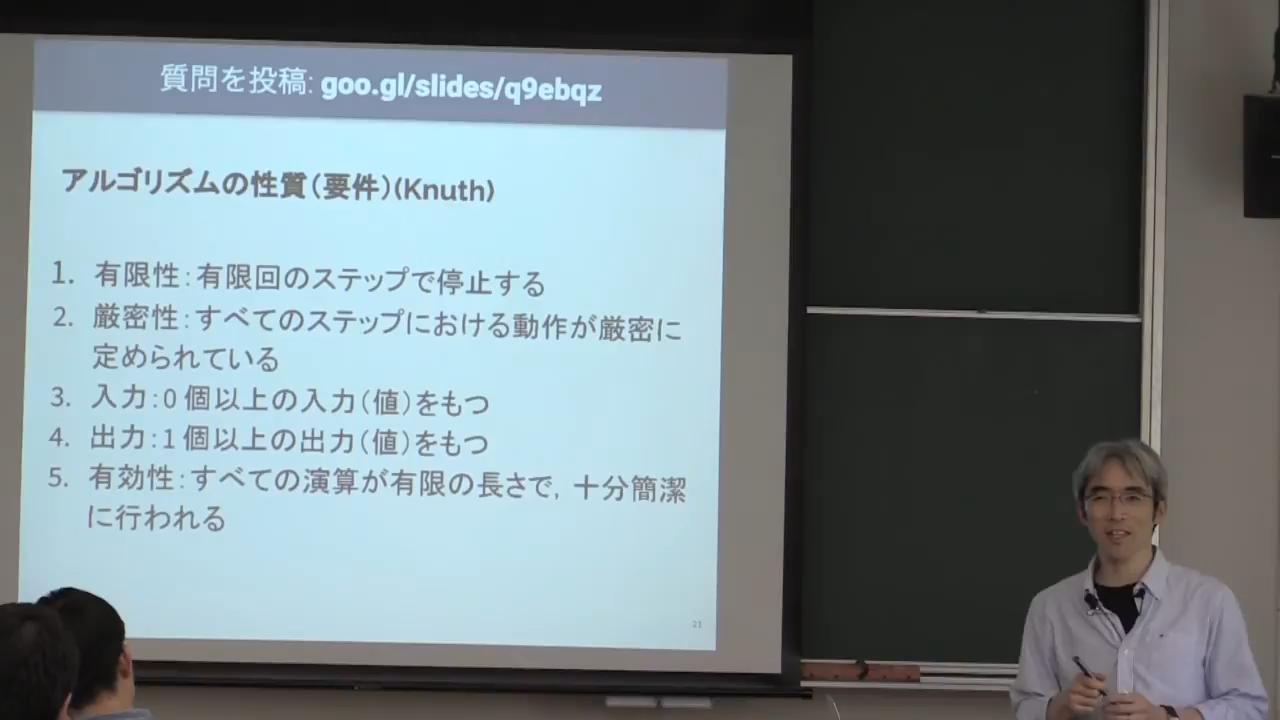 質問を投稿: goo.gl/slides/q9ebqz
アルゴリズムの性質(要件)(Knuth)
1. 有限性:有限回のステップで停止する
2. 厳密性:すべてのステップにおける動作が厳密に
定められている
3. 入力:0 個以上の入力(値)をもつ
4. 出力:1 個以上の出力(値)をもつ
5. 有効性:すべての演算が有限の長さで，十分簡潔
に行われる
21